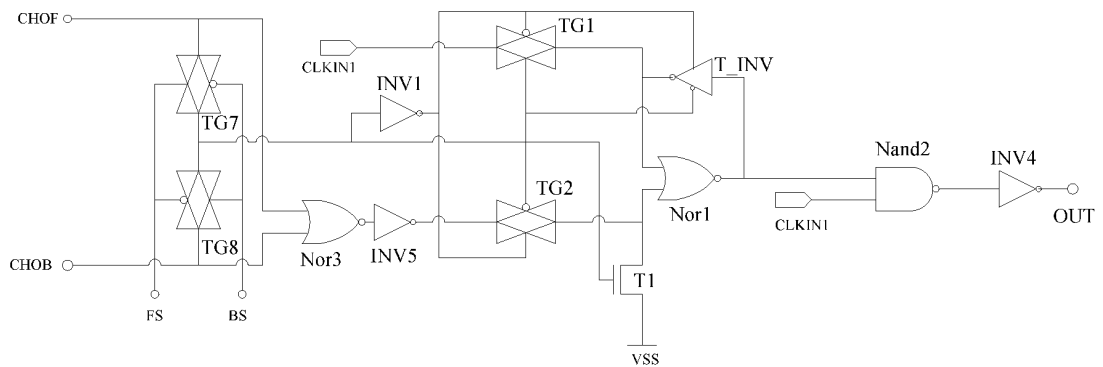 CHOF
TG1
CLKIN1
T_INV
INV1
TG7
Nand2
INV4
TG2
Nor1
CLKIN1
OUT
TG8
Nor3
INV5
CHOB
T1
FS
BS
VSS